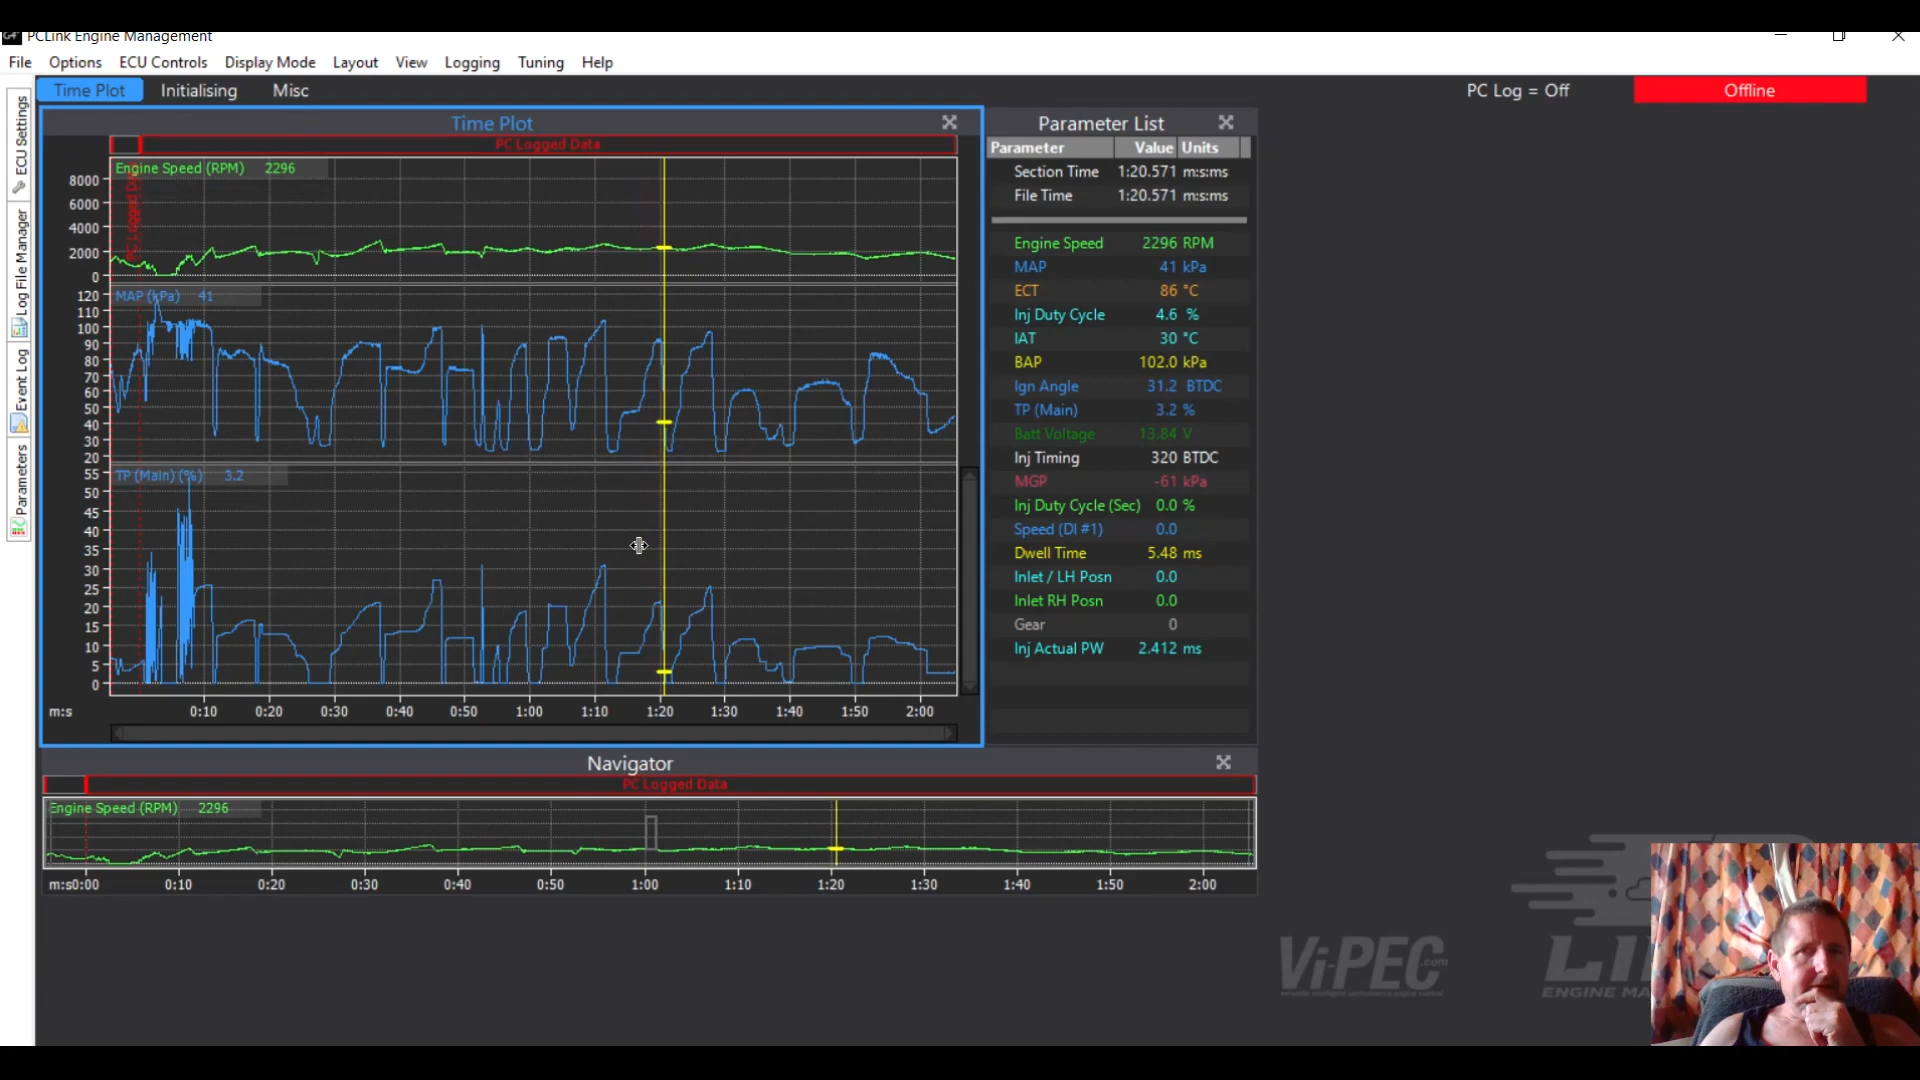 PCLink Engine Management
File Options ECU Controls Display Mode Layout View Logging Tuning Help
Time Plot Initialising Misc
PC Log = Off
Offline
ECU Settings
Log File Manager
Event Log
Parameters
Time Plot
PC Logged Data
Engine Speed (RPM) 2296
8000
6000
4000
2000
0
MAP (kPa) 41
120
110
100
90
80
70
60
50
40
30
20
TP (Main) (%) 3.2
55
50
45
40
35
30
25
20
15
10
5
0
m:s 0:10 0:20 0:30 0:40 0:50 1:00 1:10 1:20 1:30 1:40 1:50 2:00
Parameter List
Parameter Value Units
Section Time 1:20.571 m:s:ms
File Time 1:20.571 m:s:ms
Engine Speed 2296 RPM
MAP 41 kPa
ECT 86 °C
Inj Duty Cycle 4.6 %
IAT 30 °C
BAP 102.0 kPa
Ign Angle 31.2 BTDC
TP (Main) 3.2 %
Batt Voltage 13.84 V
Inj Timing 320 BTDC
MGP -61 kPa
Inj Duty Cycle (Sec) 0.0 %
Speed (DI #1) 0.0
Dwell Time 5.48 ms
Inlet / LH Posn 0.0
Inlet RH Posn 0.0
Gear 0
Inj Actual PW 2.412 ms
Navigator
PC Logged Data
Engine Speed (RPM) 2296
m:s0:00 0:10 0:20 0:30 0:40 0:50 1:00 1:10 1:20 1:30 1:40 1:50 2:00
Vi-PEC.com
ENGINE